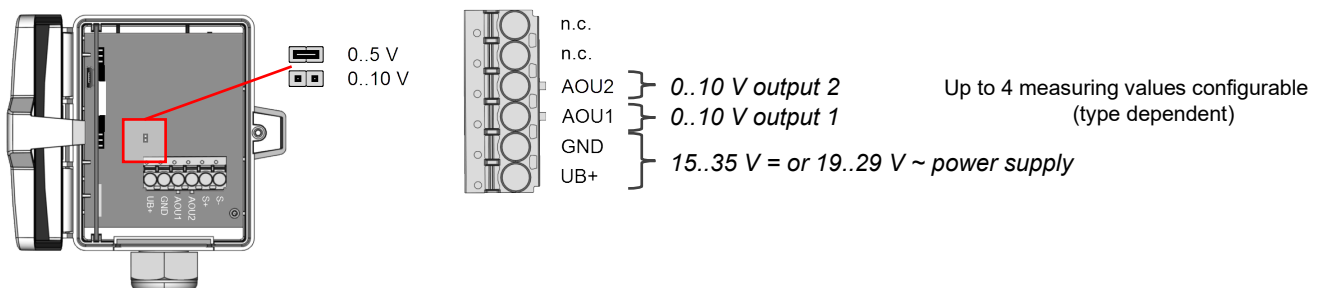 0..5 V
0..10 V
UB+
GND
AOU1
AOU2
S+
S-
n.c.
n.c.
AOU2
0..10 V output 2
AOU1
0..10 V output 1
GND
UB+
15..35 V = or 19..29 V ~ power supply
Up to 4 measuring values configurable
(type dependent)